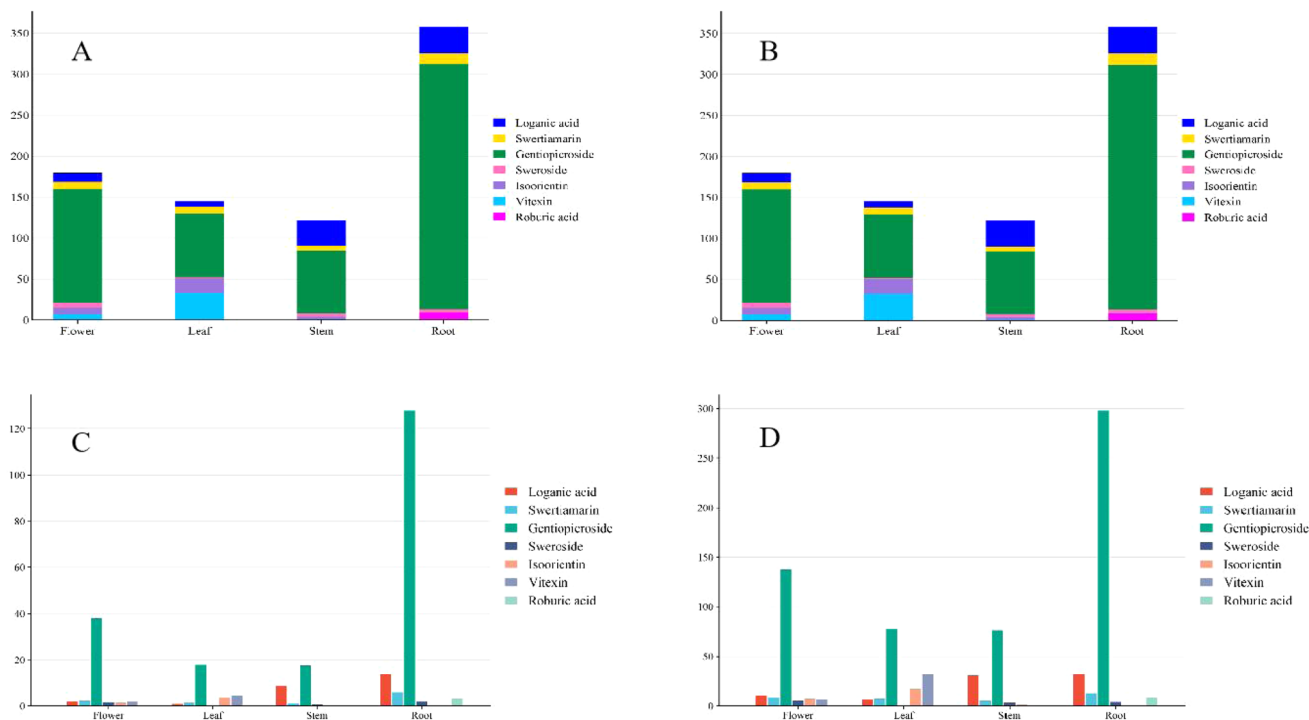 A
350
300
250
200
150
100
50
0
Flower
Leaf
Stem
Root
Loganic acid
Swertiamarin
Gentiopicroside
Sweroside
Isoorientin
Vitexin
Roburic acid
B
350
300
250
200
150
100
50
0
Flower
Leaf
Stem
Root
Loganic acid
Swertiamarin
Gentiopicroside
Sweroside
Isoorientin
Vitexin
Roburic acid
C
120
100
80
60
40
20
0
Flower
Leaf
Stem
Root
Loganic acid
Swertiamarin
Gentiopicroside
Sweroside
Isoorientin
Vitexin
Roburic acid
D
300
250
200
150
100
50
0
Flower
Leaf
Stem
Root
Loganic acid
Swertiamarin
Gentiopicroside
Sweroside
Isoorientin
Vitexin
Roburic acid